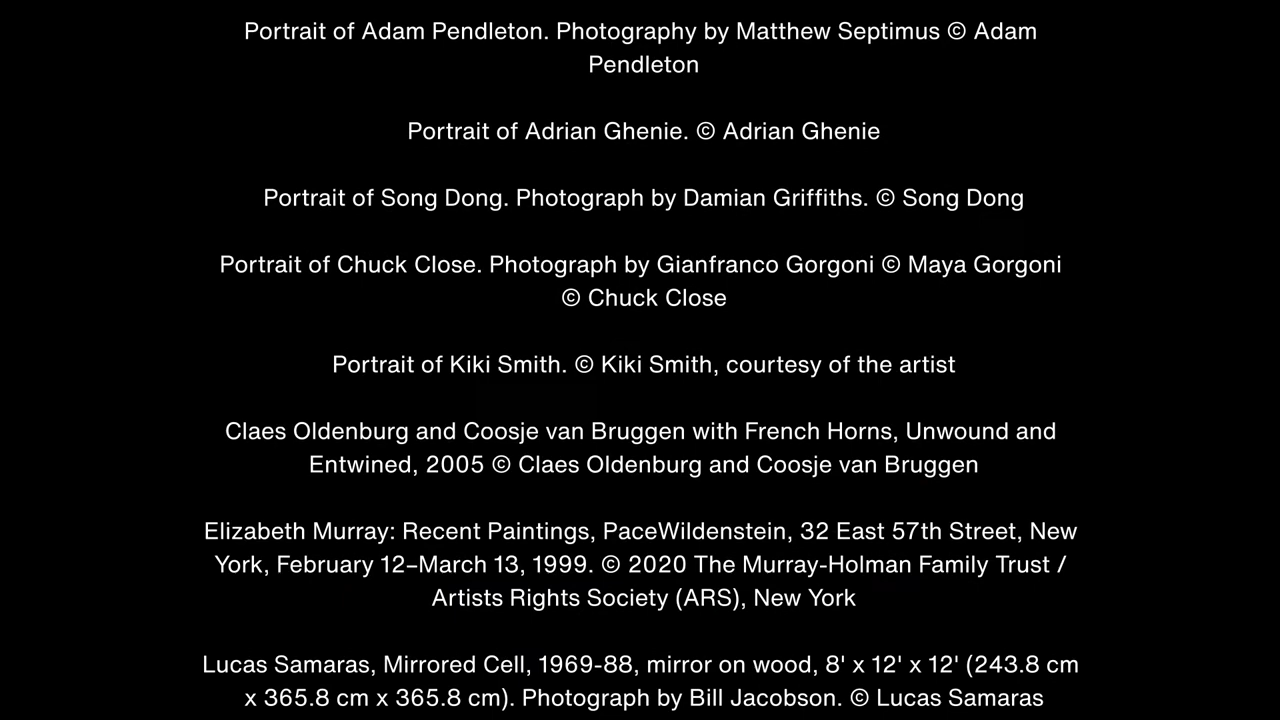 Portrait of Adam Pendleton. Photography by Matthew Septimus © Adam
Pendleton
Portrait of Adrian Ghenie. © Adrian Ghenie
Portrait of Song Dong. Photograph by Damian Griffiths. © Song Dong
Portrait of Chuck Close. Photograph by Gianfranco Gorgoni © Maya Gorgoni
© Chuck Close
Portrait of Kiki Smith. © Kiki Smith, courtesy of the artist
Claes Oldenburg and Coosje van Bruggen with French Horns, Unwound and
Entwined, 2005 © Claes Oldenburg and Coosje van Bruggen
Elizabeth Murray: Recent Paintings, PaceWildenstein, 32 East 57th Street, New
York, February 12–March 13, 1999. © 2020 The Murray-Holman Family Trust /
Artists Rights Society (ARS), New York
Lucas Samaras, Mirrored Cell, 1969-88, mirror on wood, 8' x 12' x 12' (243.8 cm
x 365.8 cm x 365.8 cm). Photograph by Bill Jacobson. © Lucas Samaras